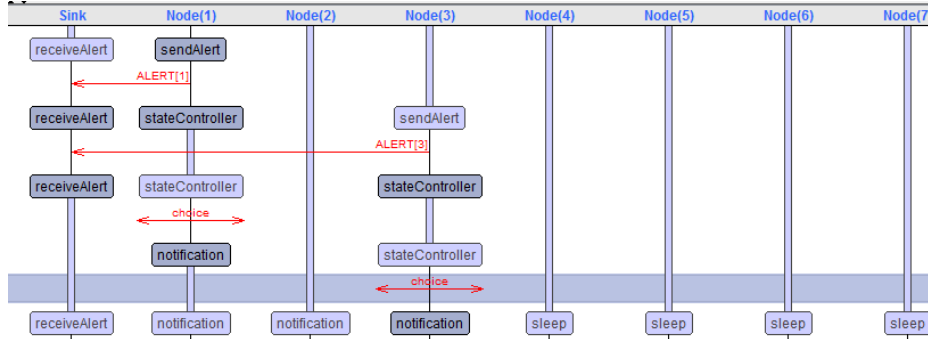 Sink Node(1) Node(2) Node(3) Node(4) Node(5) Node(6) Node(7
receiveAlert sendAlert
ALERT[1]
receiveAlert stateController sendAlert
ALERT[3]
receiveAlert stateController stateController
choice
notification stateController
choice
receiveAlert notification notification notification sleep sleep sleep sleep